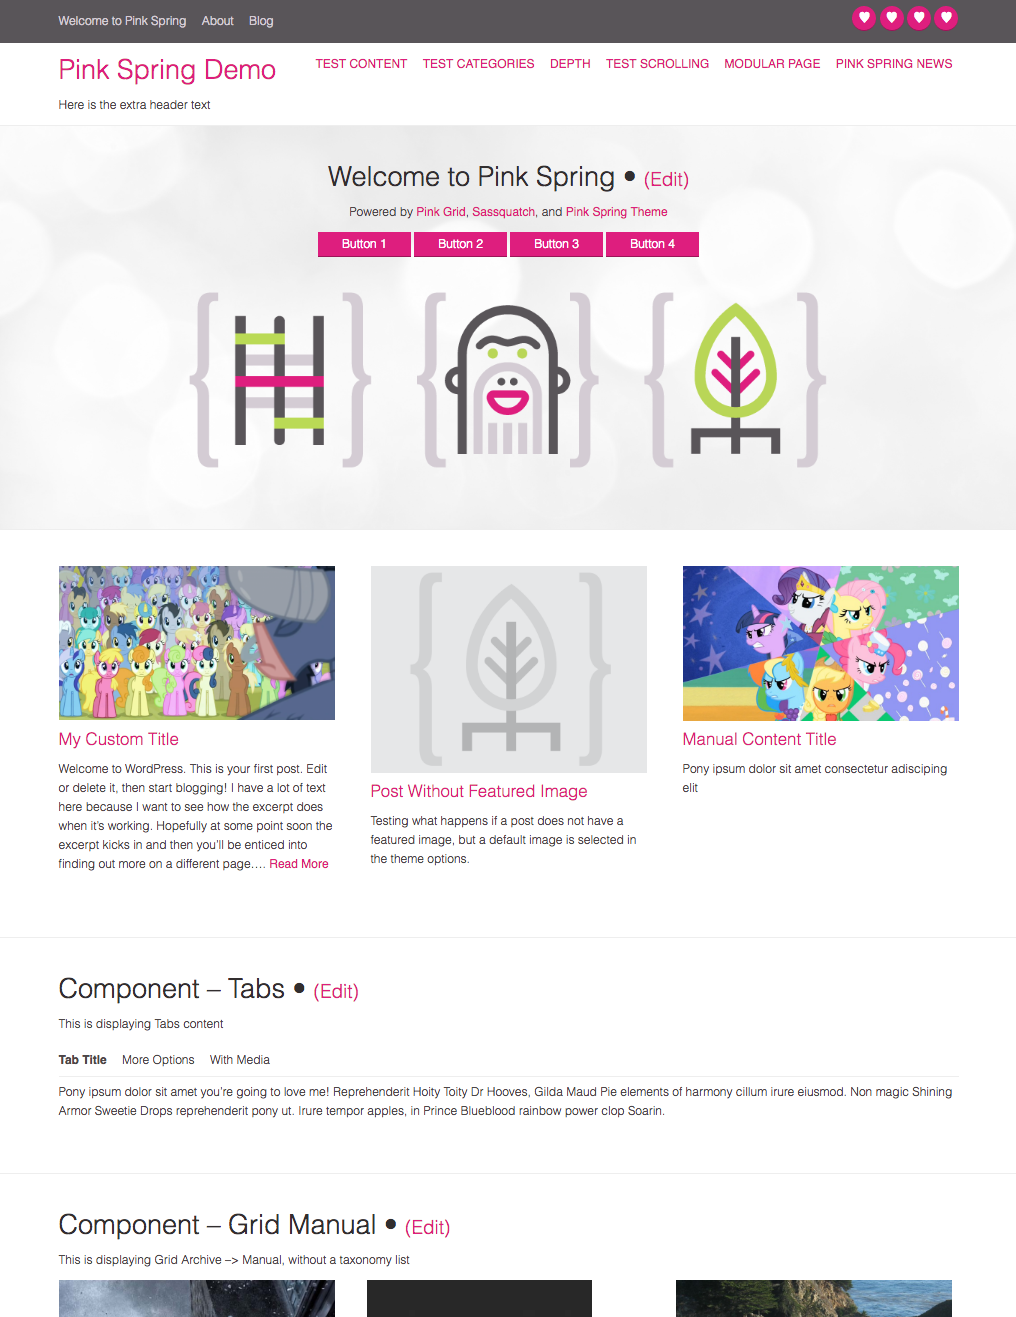 Welcome to Pink Spring About Blog
Pink Spring Demo
TEST CONTENT TEST CATEGORIES DEPTH TEST SCROLLING MODULAR PAGE PINK SPRING NEWS
Here is the extra header text
Welcome to Pink Spring • (Edit)
Powered by Pink Grid, Sassquatch, and Pink Spring Theme
Button 1 Button 2 Button 3 Button 4
My Custom Title
Welcome to WordPress. This is your first post. Edit
or delete it, then start blogging! I have a lot of text
here because I want to see how the excerpt does
when it's working. Hopefully at some point soon the
excerpt kicks in and then you'll be enticed into
finding out more on a different page.… Read More
Post Without Featured Image
Testing what happens if a post does not have a
featured image, but a default image is selected in
the theme options.
Manual Content Title
Pony ipsum dolor sit amet consectetur adisciping
elit
Component – Tabs • (Edit)
This is displaying Tabs content
Tab Title More Options With Media
Pony ipsum dolor sit amet you're going to love me! Reprehenderit Hoity Toity Dr Hooves, Gilda Maud Pie elements of harmony cillum irure eiusmod. Non magic Shining
Armor Sweetie Drops reprehenderit pony ut. Irure tempor apples, in Prince Blueblood rainbow power clop Soarin.
Component – Grid Manual • (Edit)
This is displaying Grid Archive –> Manual, without a taxonomy list